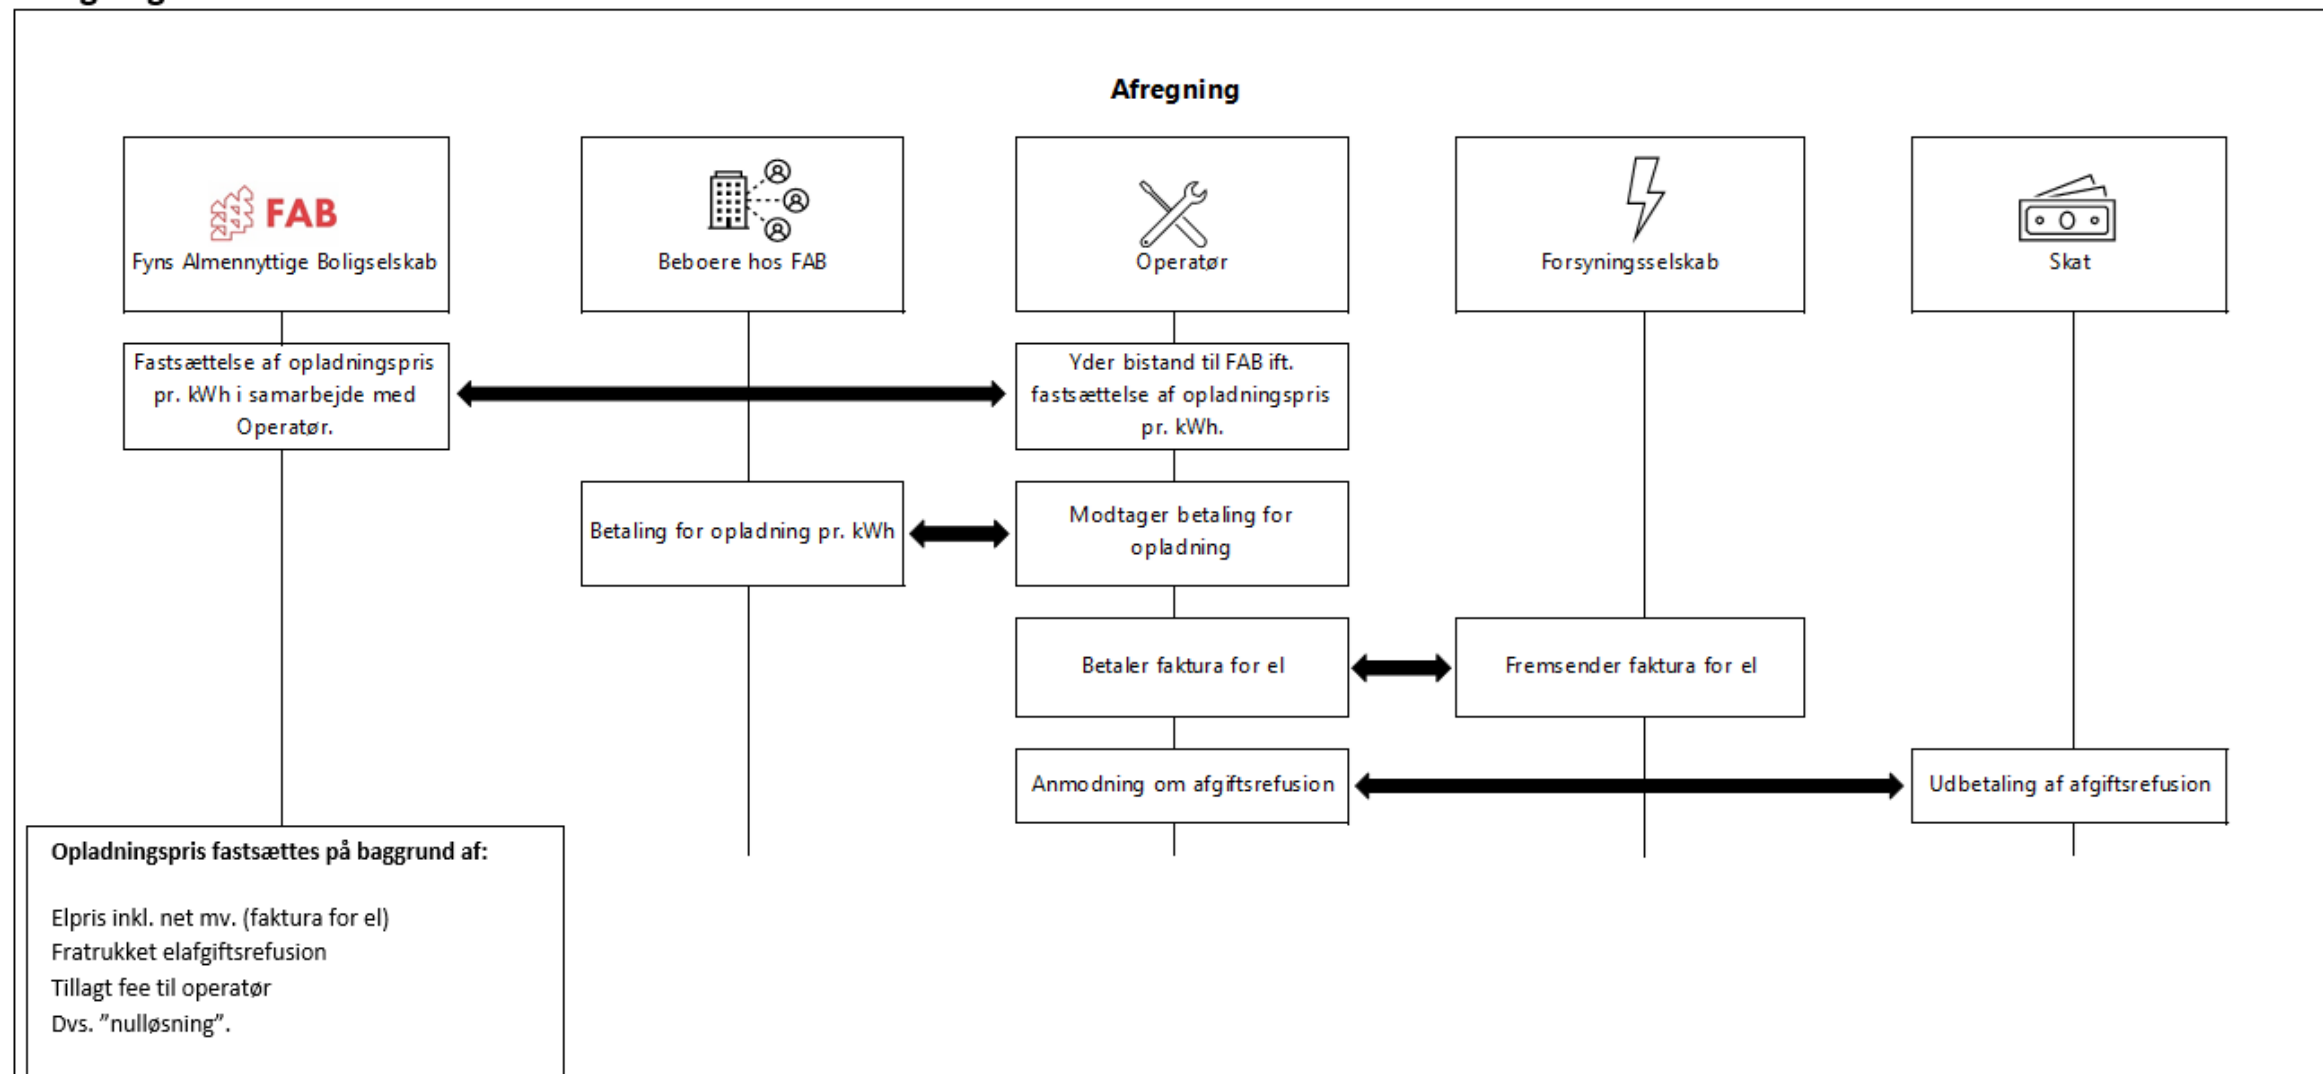 Afregning
FAB
Fyns Almennyttige Boligselskab
Beboere hos FAB
Operatør
Forsyningsselskab
Skat
Fastsættelse af opladningspris
pr. kWh i samarbejde med
Operatør.
Yder bistand til FAB ift.
fastsættelse af opladningspris
pr. kWh.
Betaling for opladning pr. kWh
Modtager betaling for
opladning
Betaler faktura for el
Fremsender faktura for el
Anmodning om afgiftsrefusion
Udbetaling af afgiftsrefusion
Opladningspris fastsættes på baggrund af:
Elpris inkl. net mv. (faktura for el)
Fratrukket elafgiftsrefusion
Tillagt fee til operatør
Dvs. ”nulløsning”.